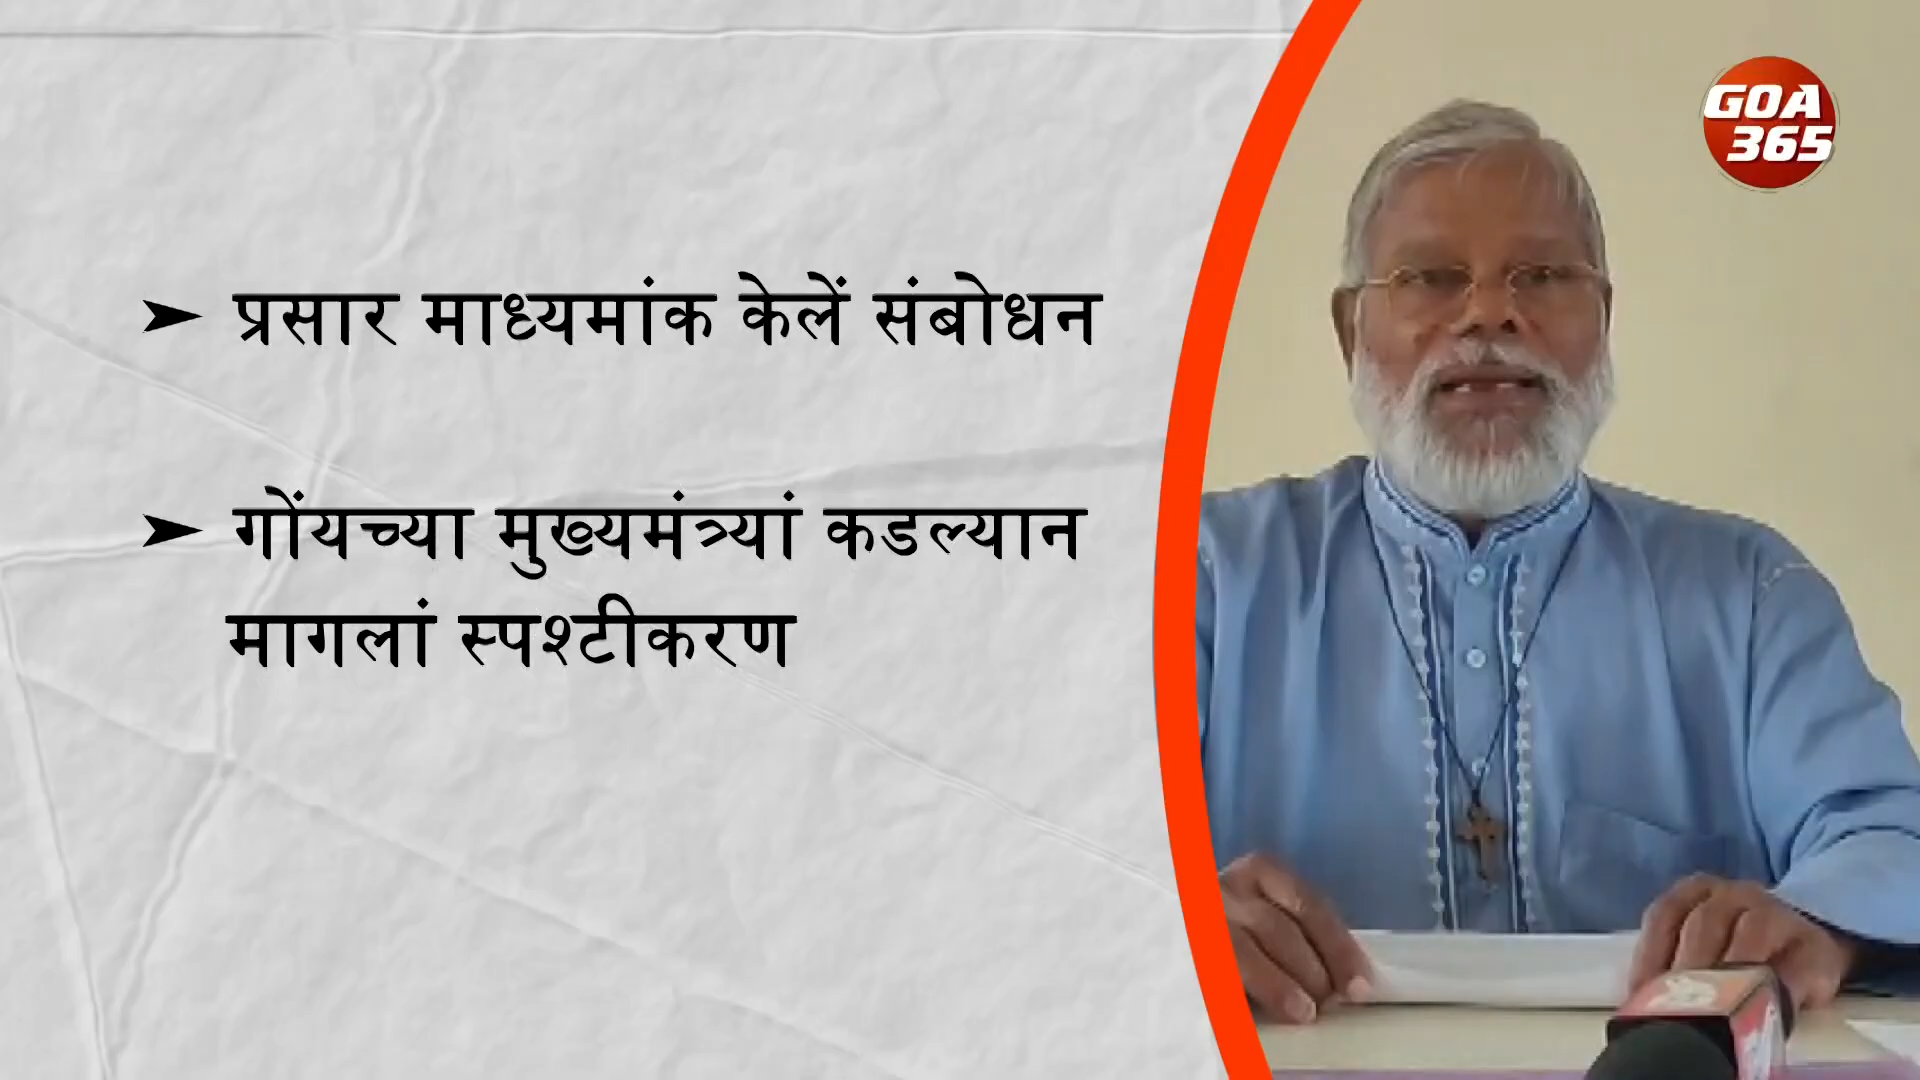 GOA
365
➤ प्रसार माध्यमांक केलें संबोधन
➤ गोंयच्या मुख्यमंत्र्यां कडल्यान
मागलां स्पश्टीकरण